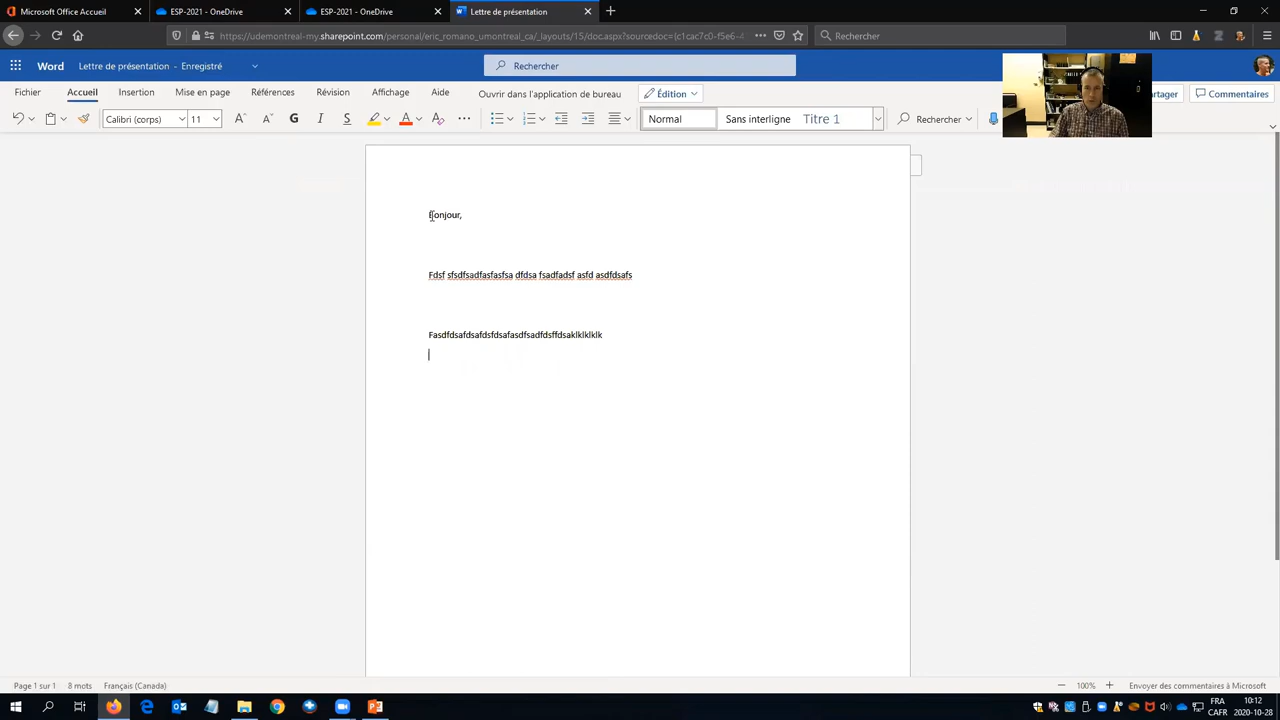 Microsoft Office Accueil
ESP-2021 - OneDrive
ESP-2021 - OneDrive
Lettre de présentation
https://udemontreal-my.sharepoint.com/personal/eric_romano_umontreal_ca/_layouts/15/doc.aspx?sourcedoc={c1cac7c0-f5e6-4
Rechercher
Word
Lettre de présentation - Enregistré
Rechercher
Fichier
Accueil
Insertion
Mise en page
Références
Révision
Affichage
Aide
Ouvrir dans l'application de bureau
Édition
artager
Commentaires
Calibri (corps)
11
G
I
S
Normal
Sans interligne
Titre 1
Rechercher
Bonjour,
Fdsf sfsdfsadfasfasfsa dfdsa fsadfadsf asfd asdfdsafs
Fasdfdsafdsafdsfdsafasdfsadfdsffdsaklklklklk
Page 1 sur 1
8 mots
Français (Canada)
100%
Envoyer des commentaires à Microsoft
FRA
CAFR
10:12
2020-10-28